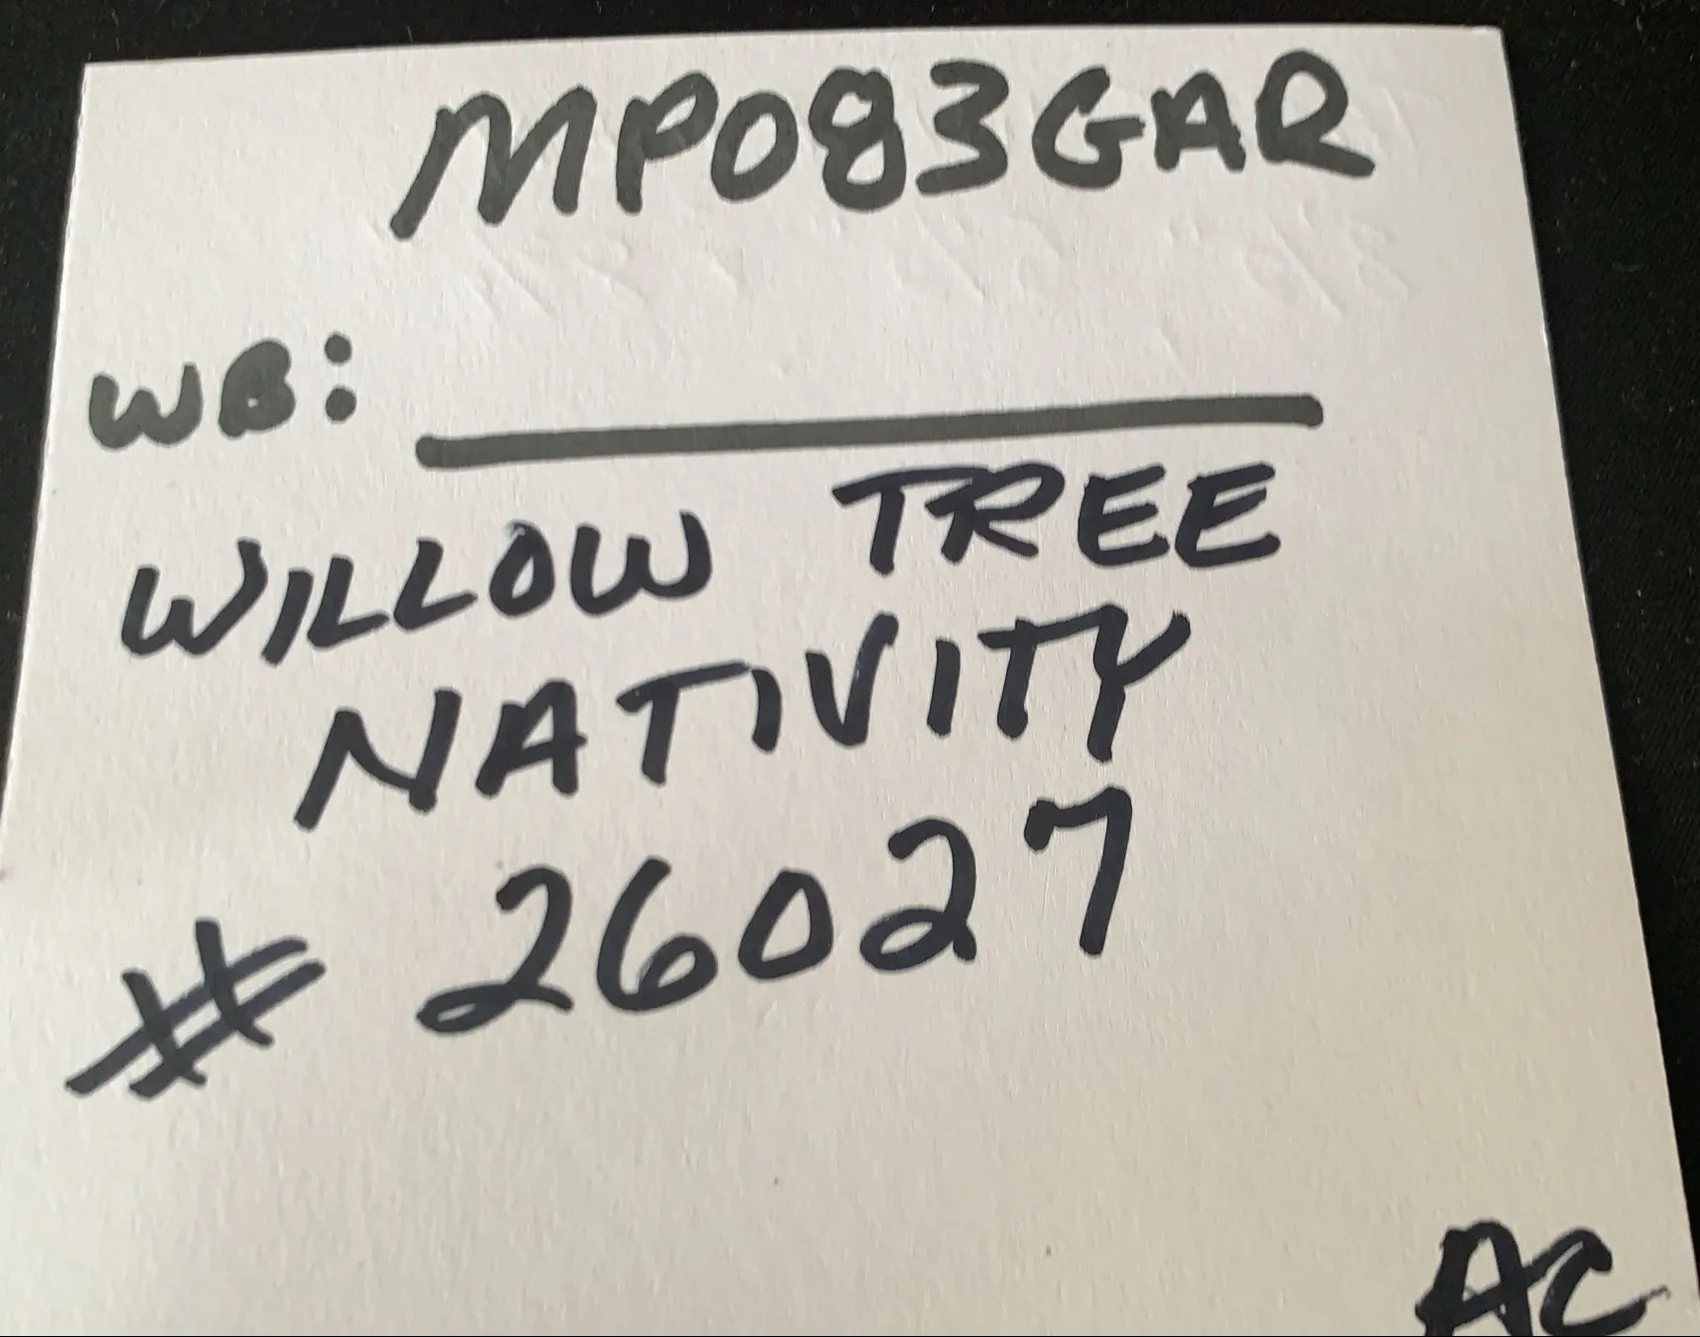 MP083GAR
WB:
WILLOW TREE
NATIVITY
# 26027
AC